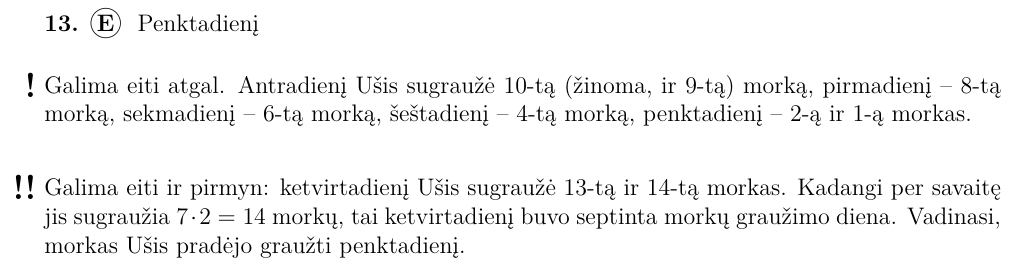 13. Ⓔ Penktadienį
! Galima eiti atgal. Antradienį Ušis sugraužė 10-tą (žinoma, ir 9-tą) morką, pirmadienį – 8-tą
morką, sekmadienį – 6-tą morką, šeštadienį – 4-tą morką, penktadienį – 2-ą ir 1-ą morkas.
!! Galima eiti ir pirmyn: ketvirtadienį Ušis sugraužė 13-tą ir 14-tą morkas. Kadangi per savaitę
jis sugraužia 7·2 = 14 morkų, tai ketvirtadienį buvo septinta morkų graužimo diena. Vadinasi,
morkas Ušis pradėjo graužti penktadienį.